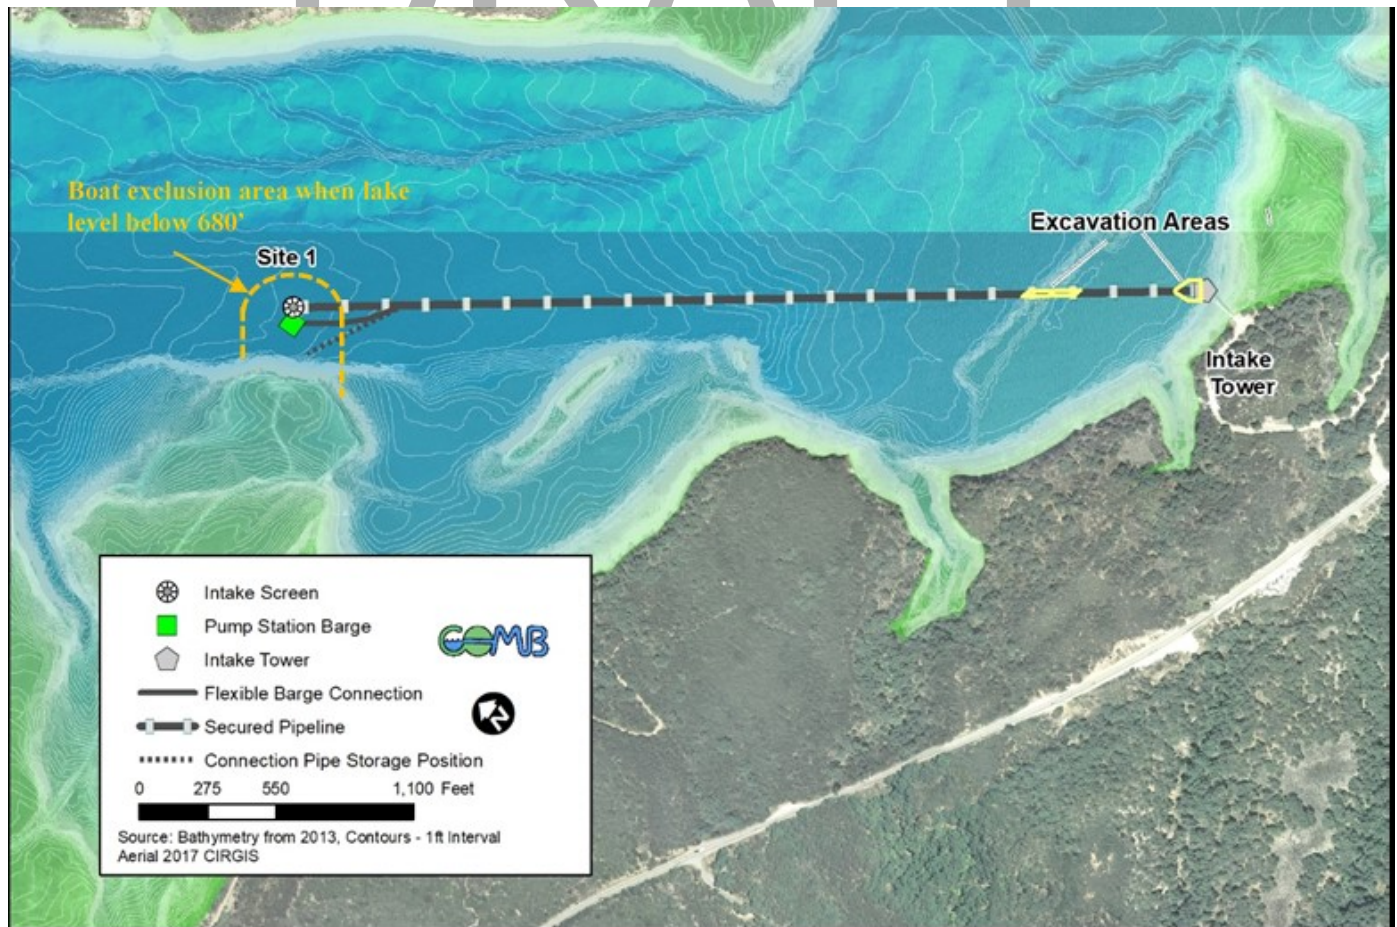 Boat exclusion area when lake
level below 680'
Site 1
Excavation Areas
Intake
Tower
Intake Screen
Pump Station Barge
Intake Tower
Flexible Barge Connection
Secured Pipeline
Connection Pipe Storage Position
COMB
N
0 275 550 1,100 Feet
Source: Bathymetry from 2013, Contours - 1ft Interval
Aerial 2017 CIRGIS